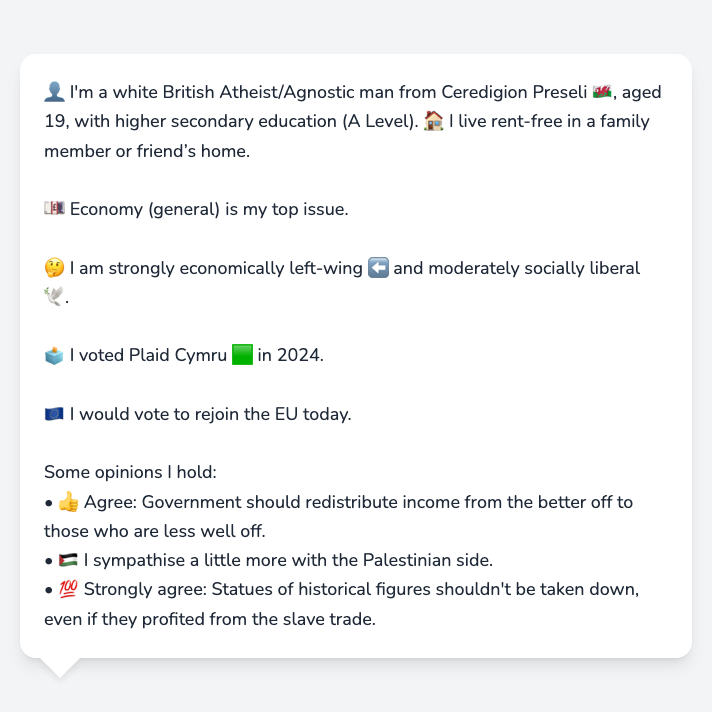 👤 I'm a white British Atheist/Agnostic man from Ceredigion Preseli 🏴󠁧󠁢󠁷󠁬󠁳󠁿, aged
19, with higher secondary education (A Level). 🏠 I live rent-free in a family
member or friend’s home.
💷 Economy (general) is my top issue.
🤔 I am strongly economically left-wing ⬅️ and moderately socially liberal
🕊️.
🗳️ I voted Plaid Cymru 🟩 in 2024.
🇪🇺 I would vote to rejoin the EU today.
Some opinions I hold:
• 👍 Agree: Government should redistribute income from the better off to
those who are less well off.
• 🇵🇸 I sympathise a little more with the Palestinian side.
• 💯 Strongly agree: Statues of historical figures shouldn't be taken down,
even if they profited from the slave trade.